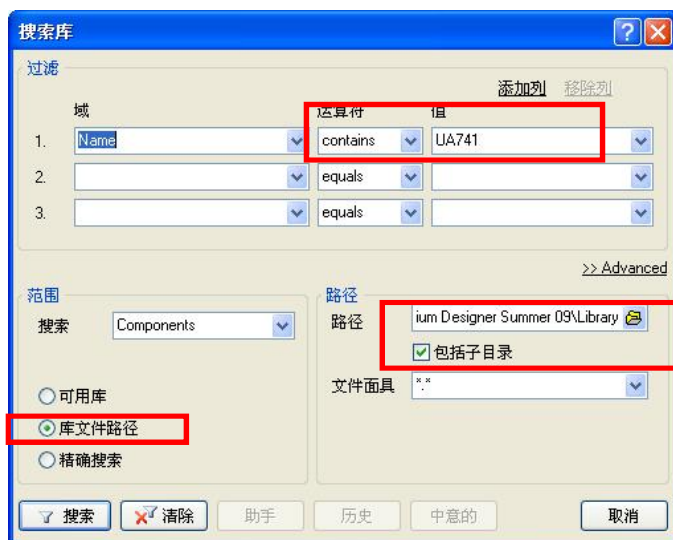 搜索库
过滤
添加列 移除列
域 运算符 值
1. Name contains UA741
2. equals
3. equals
>> Advanced
范围
搜索 Components
可用库
库文件路径
精确搜索
路径
路径 ium Designer Summer 09\Library
包括子目录
文件面具 *.*
搜索 清除 助手 历史 中意的 取消